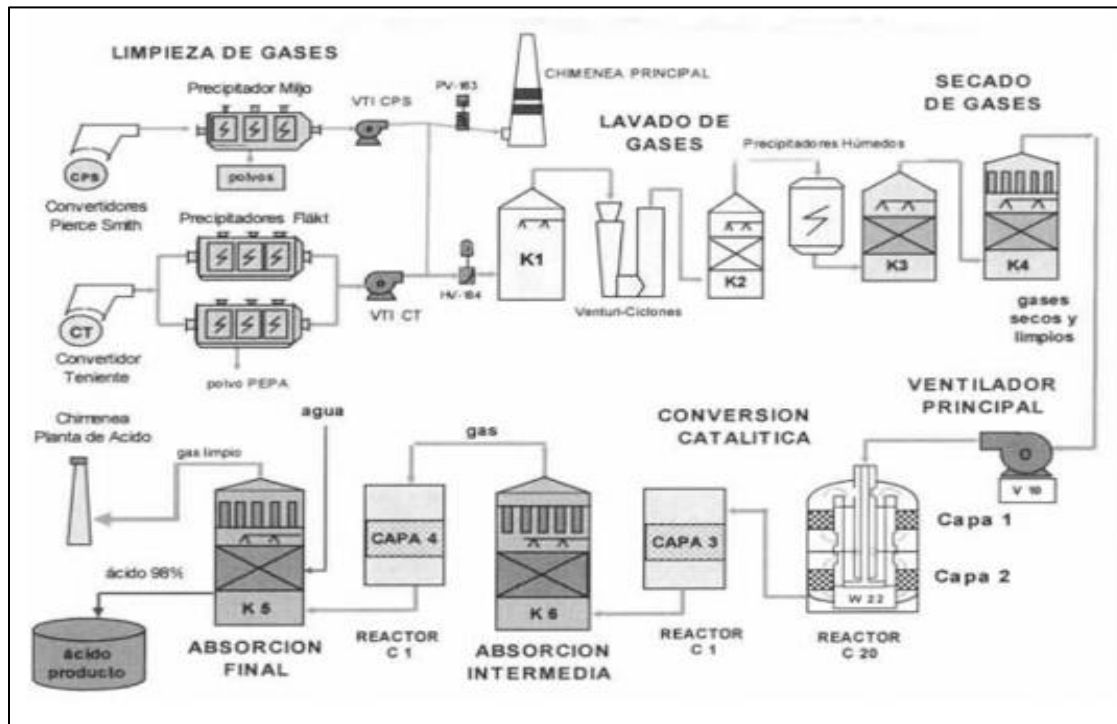 LIMPIEZA DE GASES
Precipitador Miljo
VTI CPS
PV-163
CHIMENEA PRINCIPAL
SECADO
DE GASES
LAVADO DE
GASES
Precipitadores Húmedos
CPS
polvos
Convertidores
Pierce Smith
Precipitadores Fläkt
K1
K2
K3
K4
HV-164
VTI CT
Venturi-Ciclones
CT
Convertidor
Teniente
polvo PEPA
gases
secos y
limpios
VENTILADOR
PRINCIPAL
CONVERSION
CATALITICA
Chimenea
Planta de Acido
agua
gas limpio
gas
V 10
CAPA 4
CAPA 3
Capa 1
Capa 2
W 22
ácido 98%
K 5
K 6
REACTOR
C 1
REACTOR
C 1
REACTOR
C 20
ácido
producto
ABSORCION
FINAL
ABSORCION
INTERMEDIA